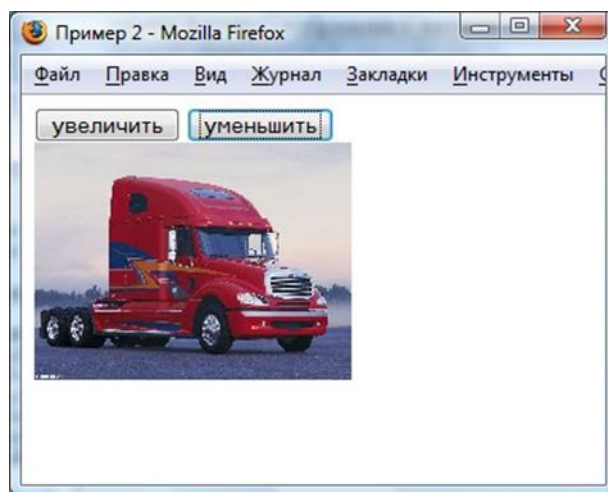 Пример 2 - Mozilla Firefox
Файл Правка Вид Журнал Закладки Инструменты
увеличить уменьшить